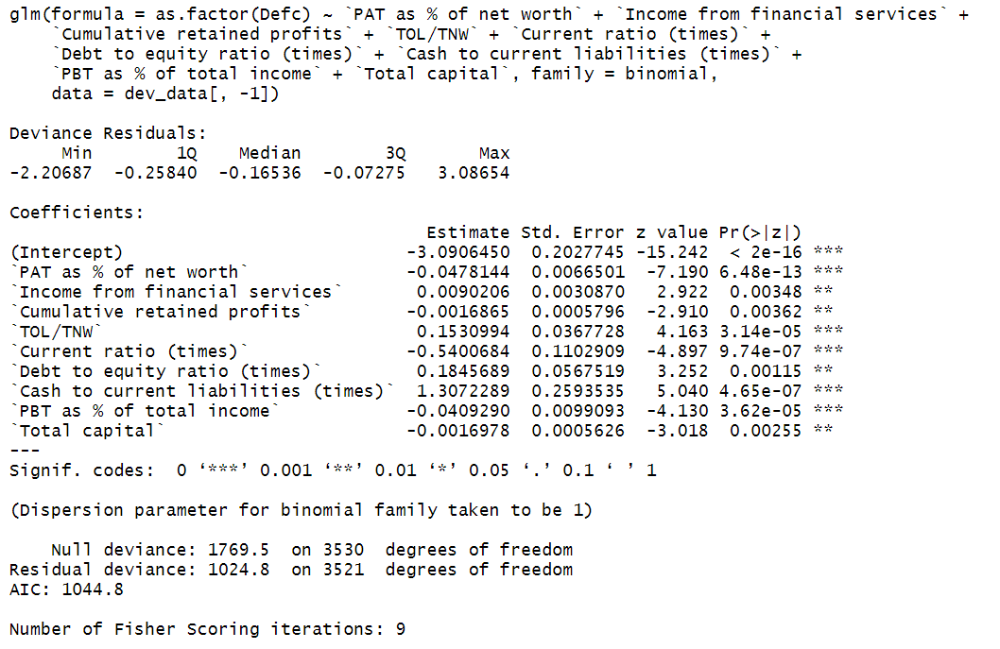 glm(formula = as.factor(Defc) ~ `PAT as % of net worth` + `Income from financial services` +
    `Cumulative retained profits` + `TOL/TNW` + `Current ratio (times)` +
    `Debt to equity ratio (times)` + `Cash to current liabilities (times)` +
    `PBT as % of total income` + `Total capital`, family = binomial,
    data = dev_data[, -1])

Deviance Residuals:
     Min        1Q    Median        3Q       Max
-2.20687  -0.25840  -0.16536  -0.07275   3.08654

Coefficients:
                                        Estimate Std. Error z value Pr(>|z|)
(Intercept)                           -3.0906450  0.2027745 -15.242  < 2e-16 ***
`PAT as % of net worth`               -0.0478144  0.0066501  -7.190 6.48e-13 ***
`Income from financial services`       0.0090206  0.0030870   2.922  0.00348 **
`Cumulative retained profits`         -0.0016865  0.0005796  -2.910  0.00362 **
`TOL/TNW`                              0.1530994  0.0367728   4.163 3.14e-05 ***
`Current ratio (times)`               -0.5400684  0.1102909  -4.897 9.74e-07 ***
`Debt to equity ratio (times)`         0.1845689  0.0567519   3.252  0.00115 **
`Cash to current liabilities (times)`  1.3072289  0.2593535   5.040 4.65e-07 ***
`PBT as % of total income`            -0.0409290  0.0099093  -4.130 3.62e-05 ***
`Total capital`                       -0.0016978  0.0005626  -3.018  0.00255 **
---
Signif. codes:  0 ‘***’ 0.001 ‘**’ 0.01 ‘*’ 0.05 ‘.’ 0.1 ‘ ’ 1

(Dispersion parameter for binomial family taken to be 1)

    Null deviance: 1769.5  on 3530  degrees of freedom
Residual deviance: 1024.8  on 3521  degrees of freedom
AIC: 1044.8

Number of Fisher Scoring iterations: 9